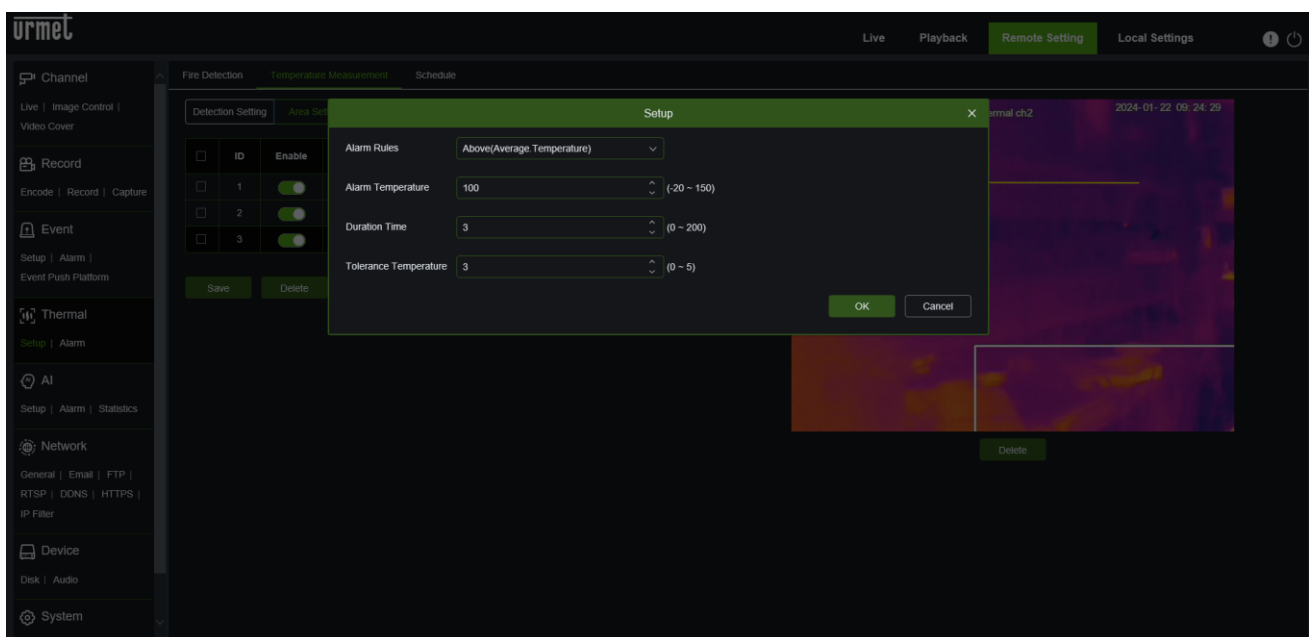 urmet
Live Playback Remote Setting Local Settings
Channel
Live | Image Control |
Video Cover
Record
Encode | Record | Capture
Event
Setup | Alarm |
Event Push Platform
Thermal
Setup | Alarm
AI
Setup | Alarm | Statistics
Network
General | Email | FTP |
RTSP | DDNS | HTTPS |
IP Filter
Device
Disk | Audio
System
Fire Detection Temperature Measurement Schedule
Detection Setting Area Set
ID Enable
1
2
3
Save Delete
Setup
Alarm Rules Above(Average.Temperature)
Alarm Temperature 100 (-20 ~ 150)
Duration Time 3 (0 ~ 200)
Tolerance Temperature 3 (0 ~ 5)
OK Cancel
ermal ch2 2024-01-22 09:24:29
Delete